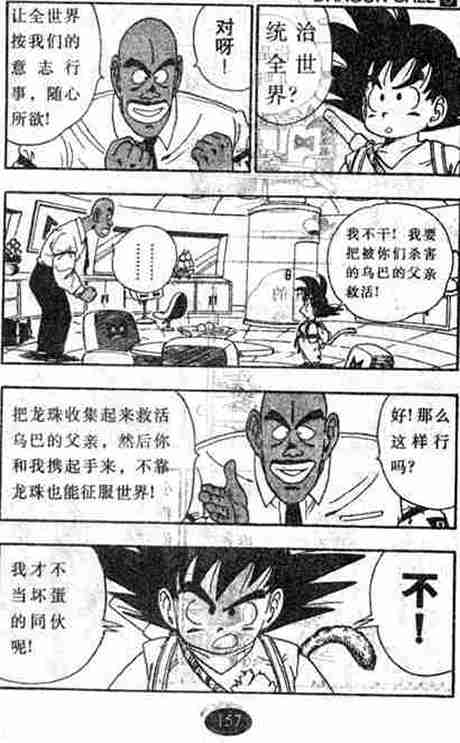 DRAGON BALL
统
治
全
世
界?
对
呀!
让全世界
按我们的
意志行
事，随心
所欲!
我不干! 我要
把被你们杀害
的乌巴的父亲
救活!
………
………
好! 那么
这样行
吗?
把龙珠收集起来救活
乌巴的父亲，然后你
和我携起手来，不靠
龙珠也能征服世界!
不!
我才不
当坏蛋
的同伙
呢!
157